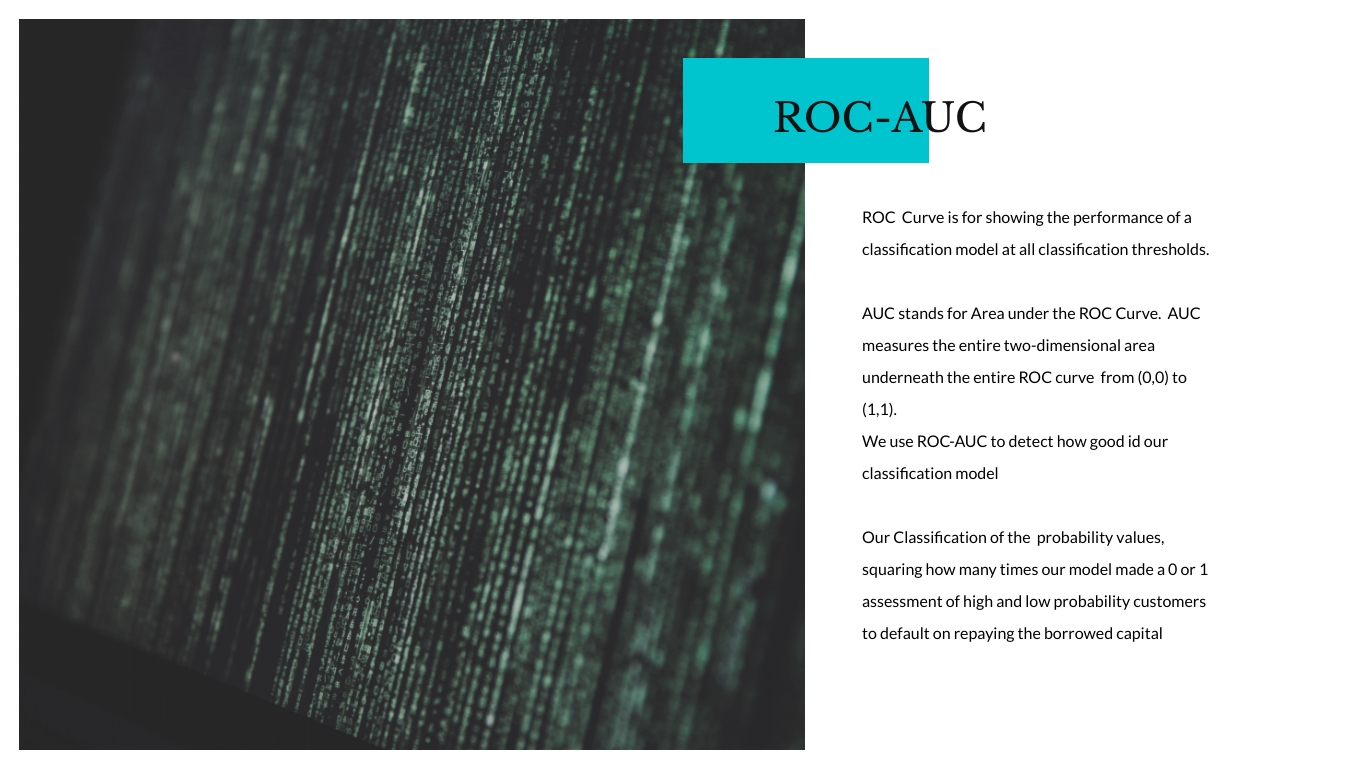 ROC-AUC
ROC  Curve is for showing the performance of a
classification model at all classification thresholds.
AUC stands for Area under the ROC Curve.  AUC
measures the entire two-dimensional area
underneath the entire ROC curve  from (0,0) to
(1,1).
We use ROC-AUC to detect how good id our
classification model
Our Classification of the  probability values,
squaring how many times our model made a 0 or 1
assessment of high and low probability customers
to default on repaying the borrowed capital